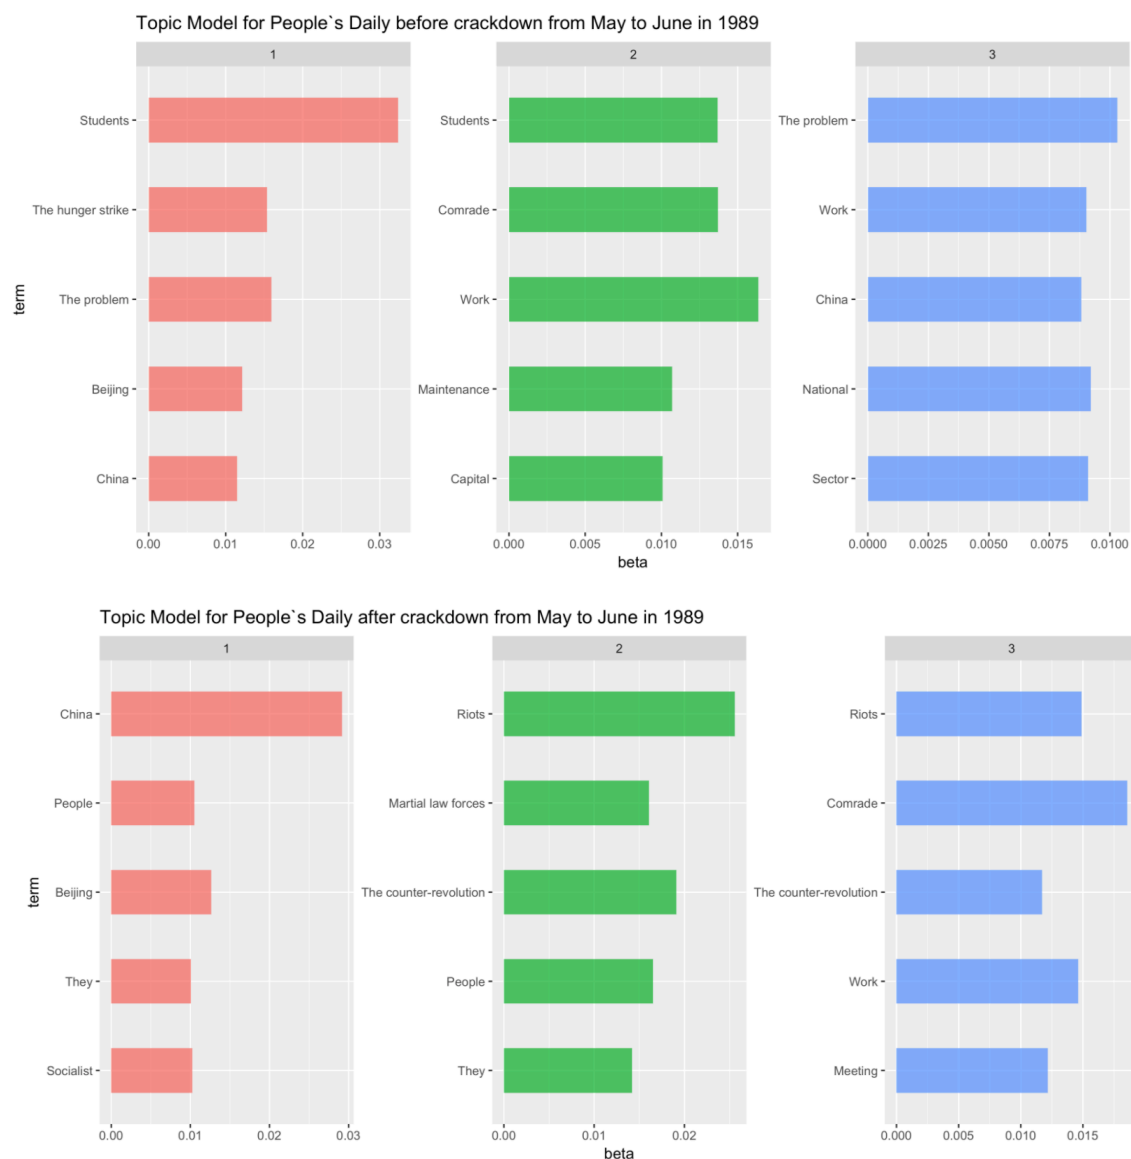 Topic Model for People`s Daily before crackdown from May to June in 1989
1
2
3
term
Students
The hunger strike
The problem
Beijing
China
0.00 0.01 0.02 0.03
Students
Comrade
Work
Maintenance
Capital
0.000 0.005 0.010 0.015
The problem
Work
China
National
Sector
0.0000 0.0025 0.0050 0.0075 0.0100
beta
Topic Model for People`s Daily after crackdown from May to June in 1989
1
2
3
term
China
People
Beijing
They
Socialist
0.00 0.01 0.02 0.03
Riots
Martial law forces
The counter-revolution
People
They
0.00 0.01 0.02
Riots
Comrade
The counter-revolution
Work
Meeting
0.000 0.005 0.010 0.015
beta